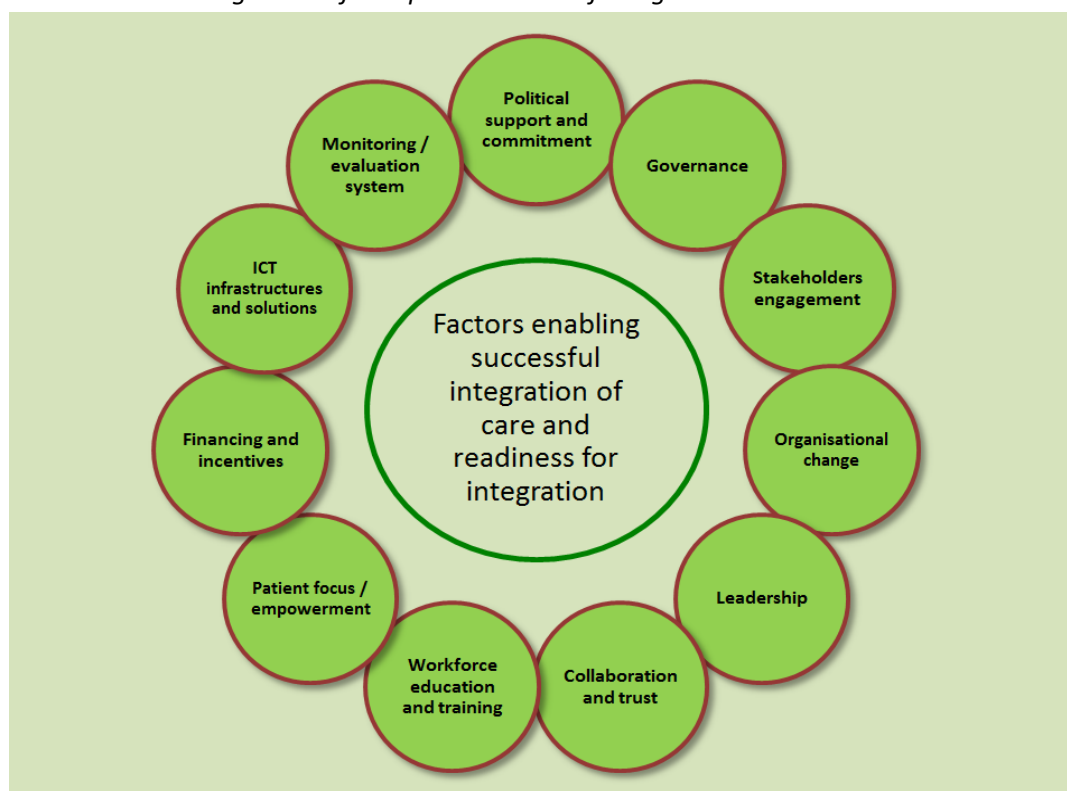 Political
support and
commitment
Governance
Stakeholders
engagement
Organisational
change
Leadership
Collaboration
and trust
Workforce
education
and training
Patient focus /
empowerment
Financing and
incentives
ICT
infrastructures
and solutions
Monitoring /
evaluation
system
Factors enabling
successful
integration of
care and
readiness for
integration